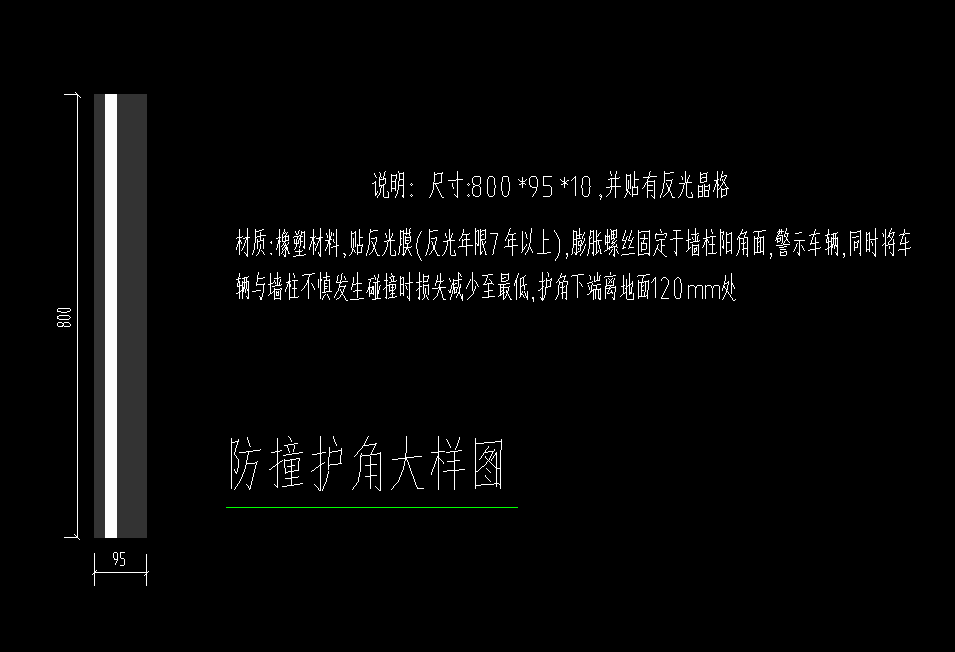 说明：尺寸:800*95*10,并贴有反光晶格
材质:橡塑材料,贴反光膜(反光年限7年以上),膨胀螺丝固定于墙柱阳角面,警示车辆,同时将车
辆与墙柱不慎发生碰撞时损失减少至最低,护角下端离地面120mm处
800
防撞护角大样图
95